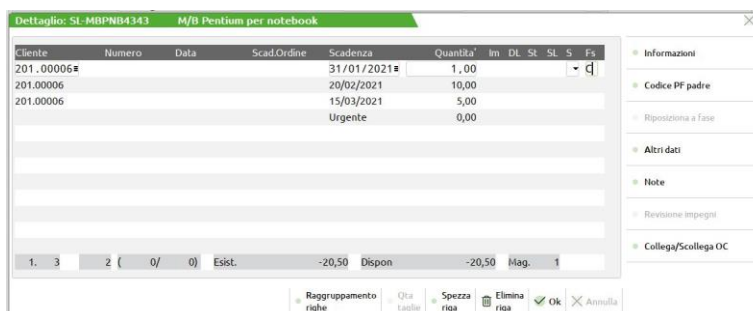 Dettaglio: SL-MBPNB4343 M/B Pentium per notebook
Cliente Numero Data Scad.Ordine Scadenza Quantita' Im DL St SL S Fs
201.00006 31/01/2021 1,00 C
201.00006 20/02/2021 10,00
201.00006 15/03/2021 5,00
Urgente 0,00
1. 3 2 ( 0/ 0) Esist. -20,50 Dispon -20,50 Mag. 1
Informazioni
Codice PF padre
Riposiziona a fase
Altri dati
Note
Revisione impegni
Collega/Scollega OC
Raggruppamento righe
Qta taglie
Spezza riga
Elimina riga
Ok
Annulla